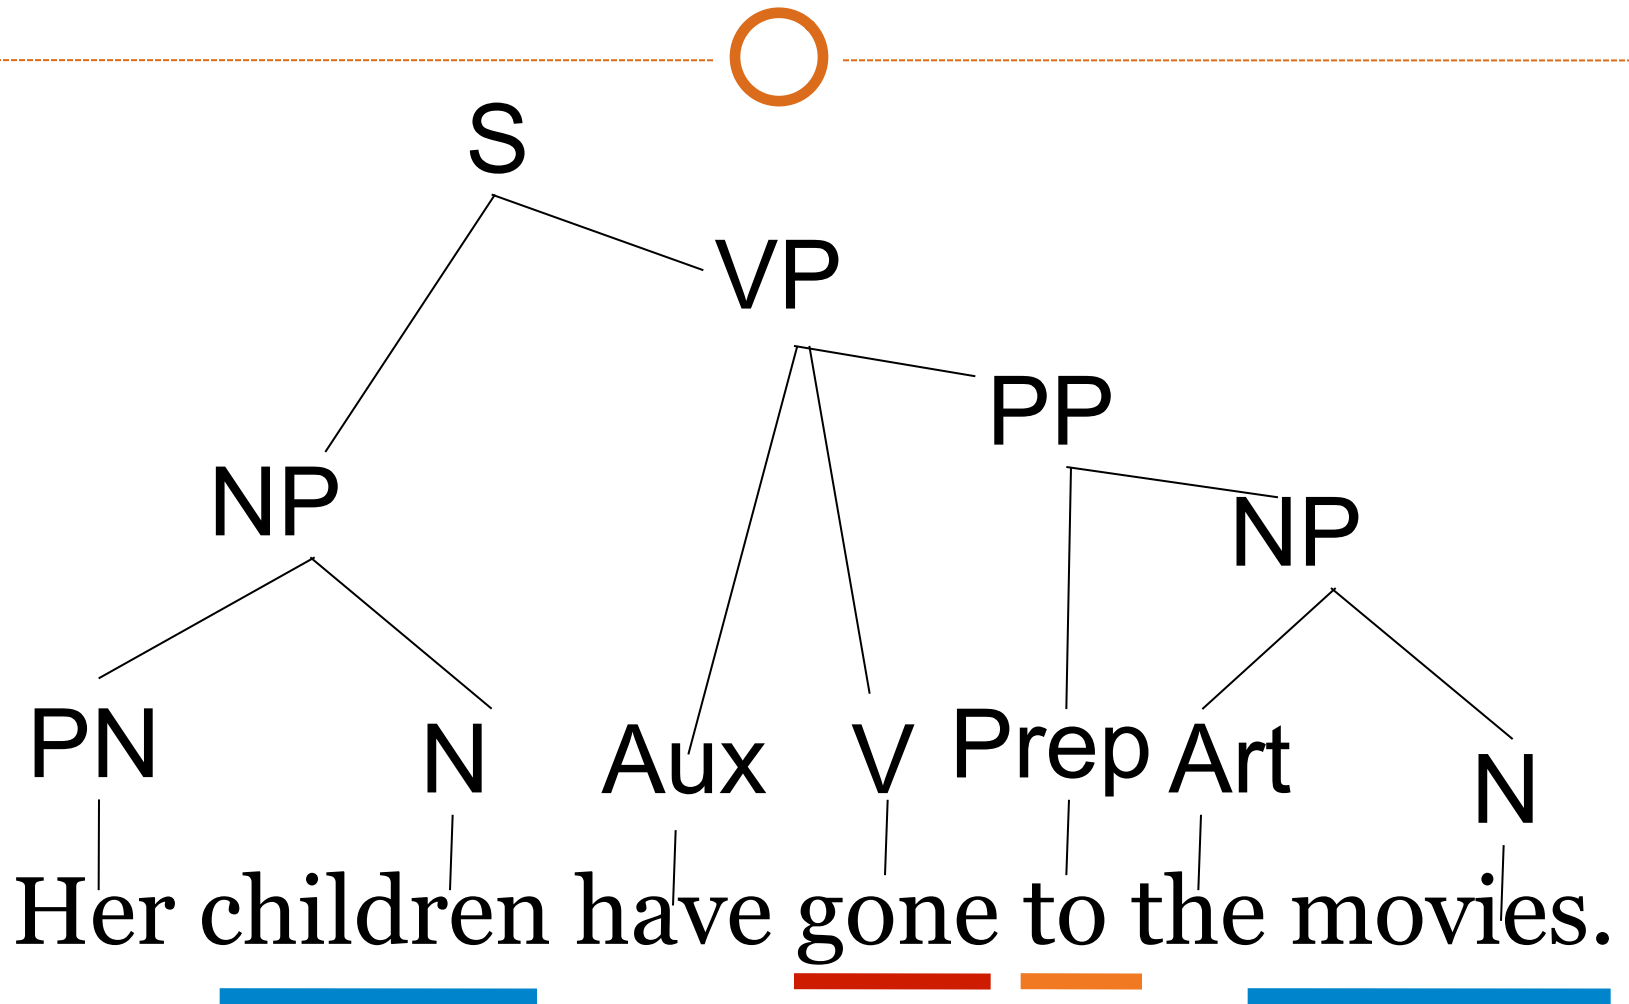 S
VP
PP
NP
NP
PN N Aux V Prep Art N
Her children have gone to the movies.